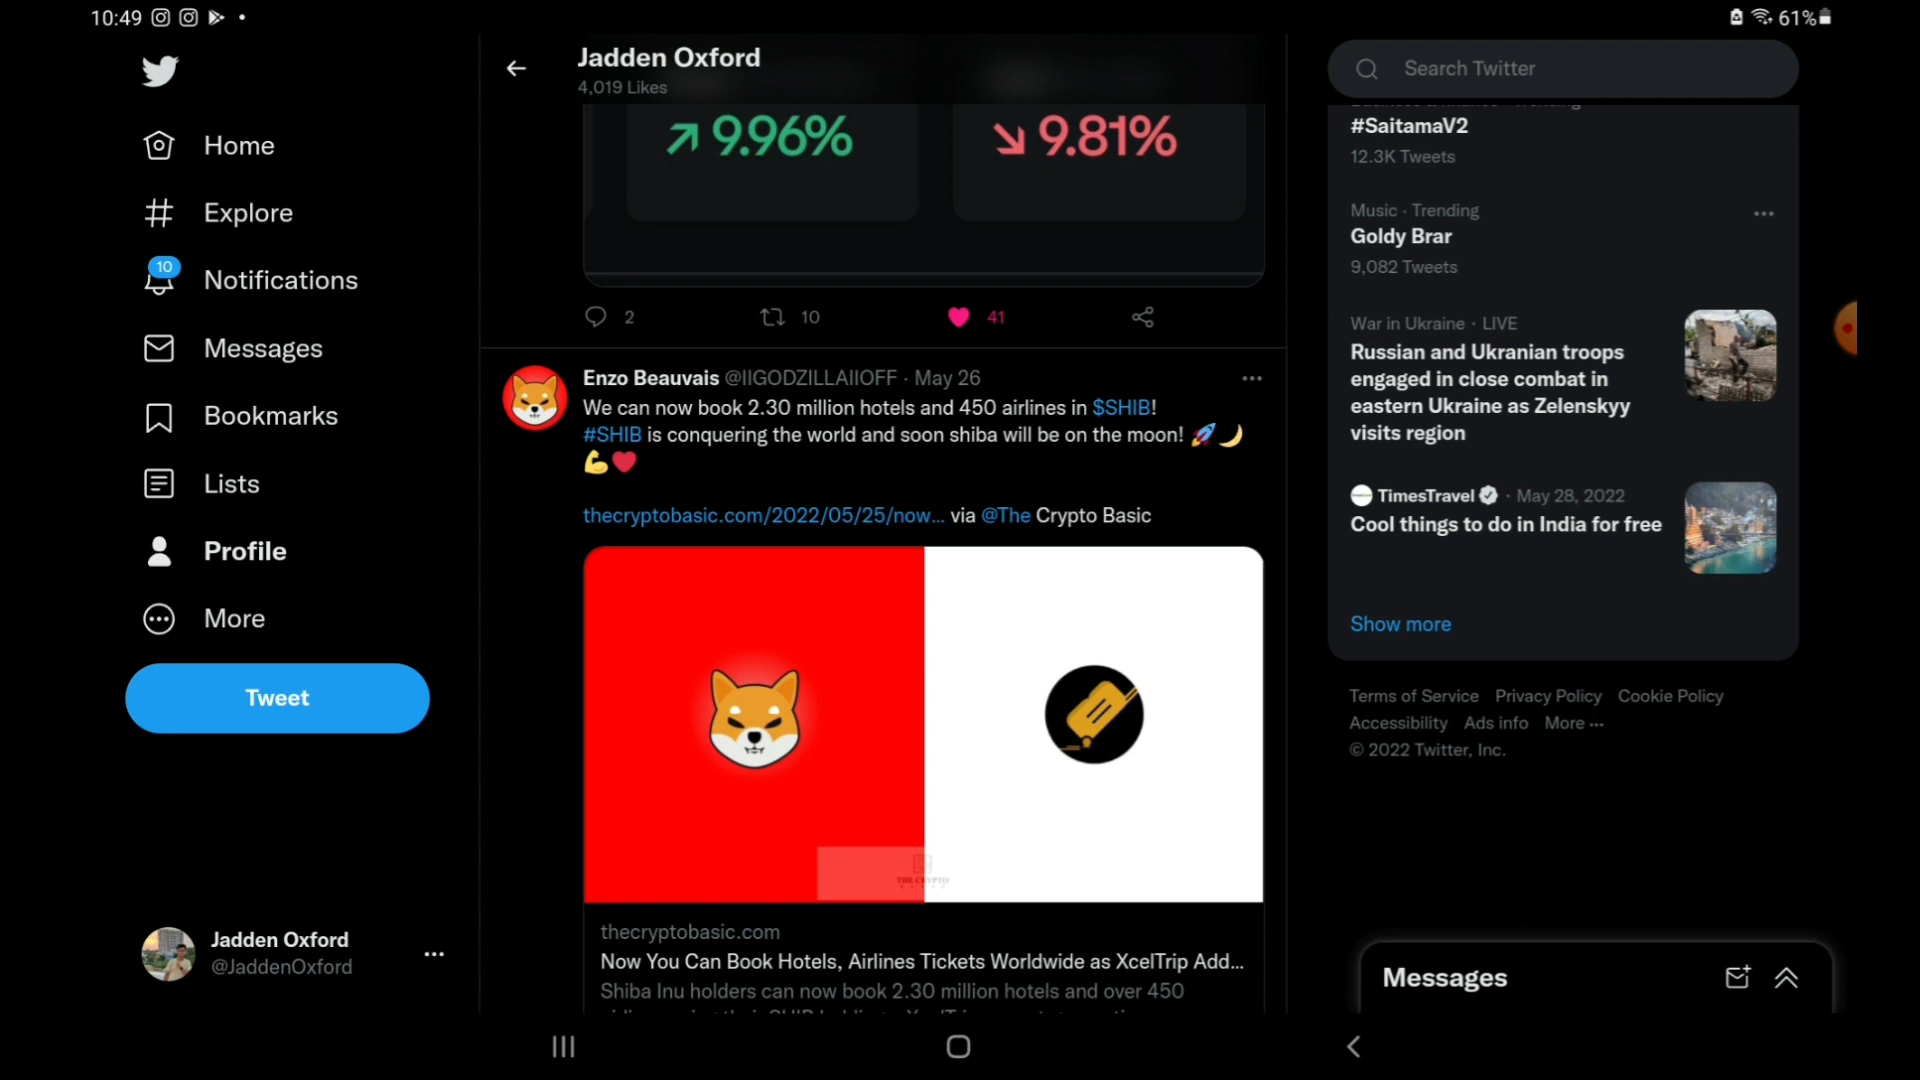 10:49
61%
Jadden Oxford
4,019 Likes
Home
Explore
10
Notifications
Messages
Bookmarks
Lists
Profile
More
Tweet
Jadden Oxford
@JaddenOxford
9.96%
9.81%
2
10
41
Enzo Beauvais @IIGODZILLAIIOFF · May 26
We can now book 2.30 million hotels and 450 airlines in $SHIB!
#SHIB is conquering the world and soon shiba will be on the moon! 🚀🌙
💪❤️
thecryptobasic.com/2022/05/25/now... via @The Crypto Basic
THE CRYPTO
thecryptobasic.com
Now You Can Book Hotels, Airlines Tickets Worldwide as XcelTrip Add...
Shiba Inu holders can now book 2.30 million hotels and over 450
Search Twitter
#SaitamaV2
12.3K Tweets
Music · Trending
Goldy Brar
9,082 Tweets
War in Ukraine · LIVE
Russian and Ukranian troops
engaged in close combat in
eastern Ukraine as Zelenskyy
visits region
TimesTravel · May 28, 2022
Cool things to do in India for free
Show more
Terms of Service Privacy Policy Cookie Policy
Accessibility Ads info More ···
© 2022 Twitter, Inc.
Messages